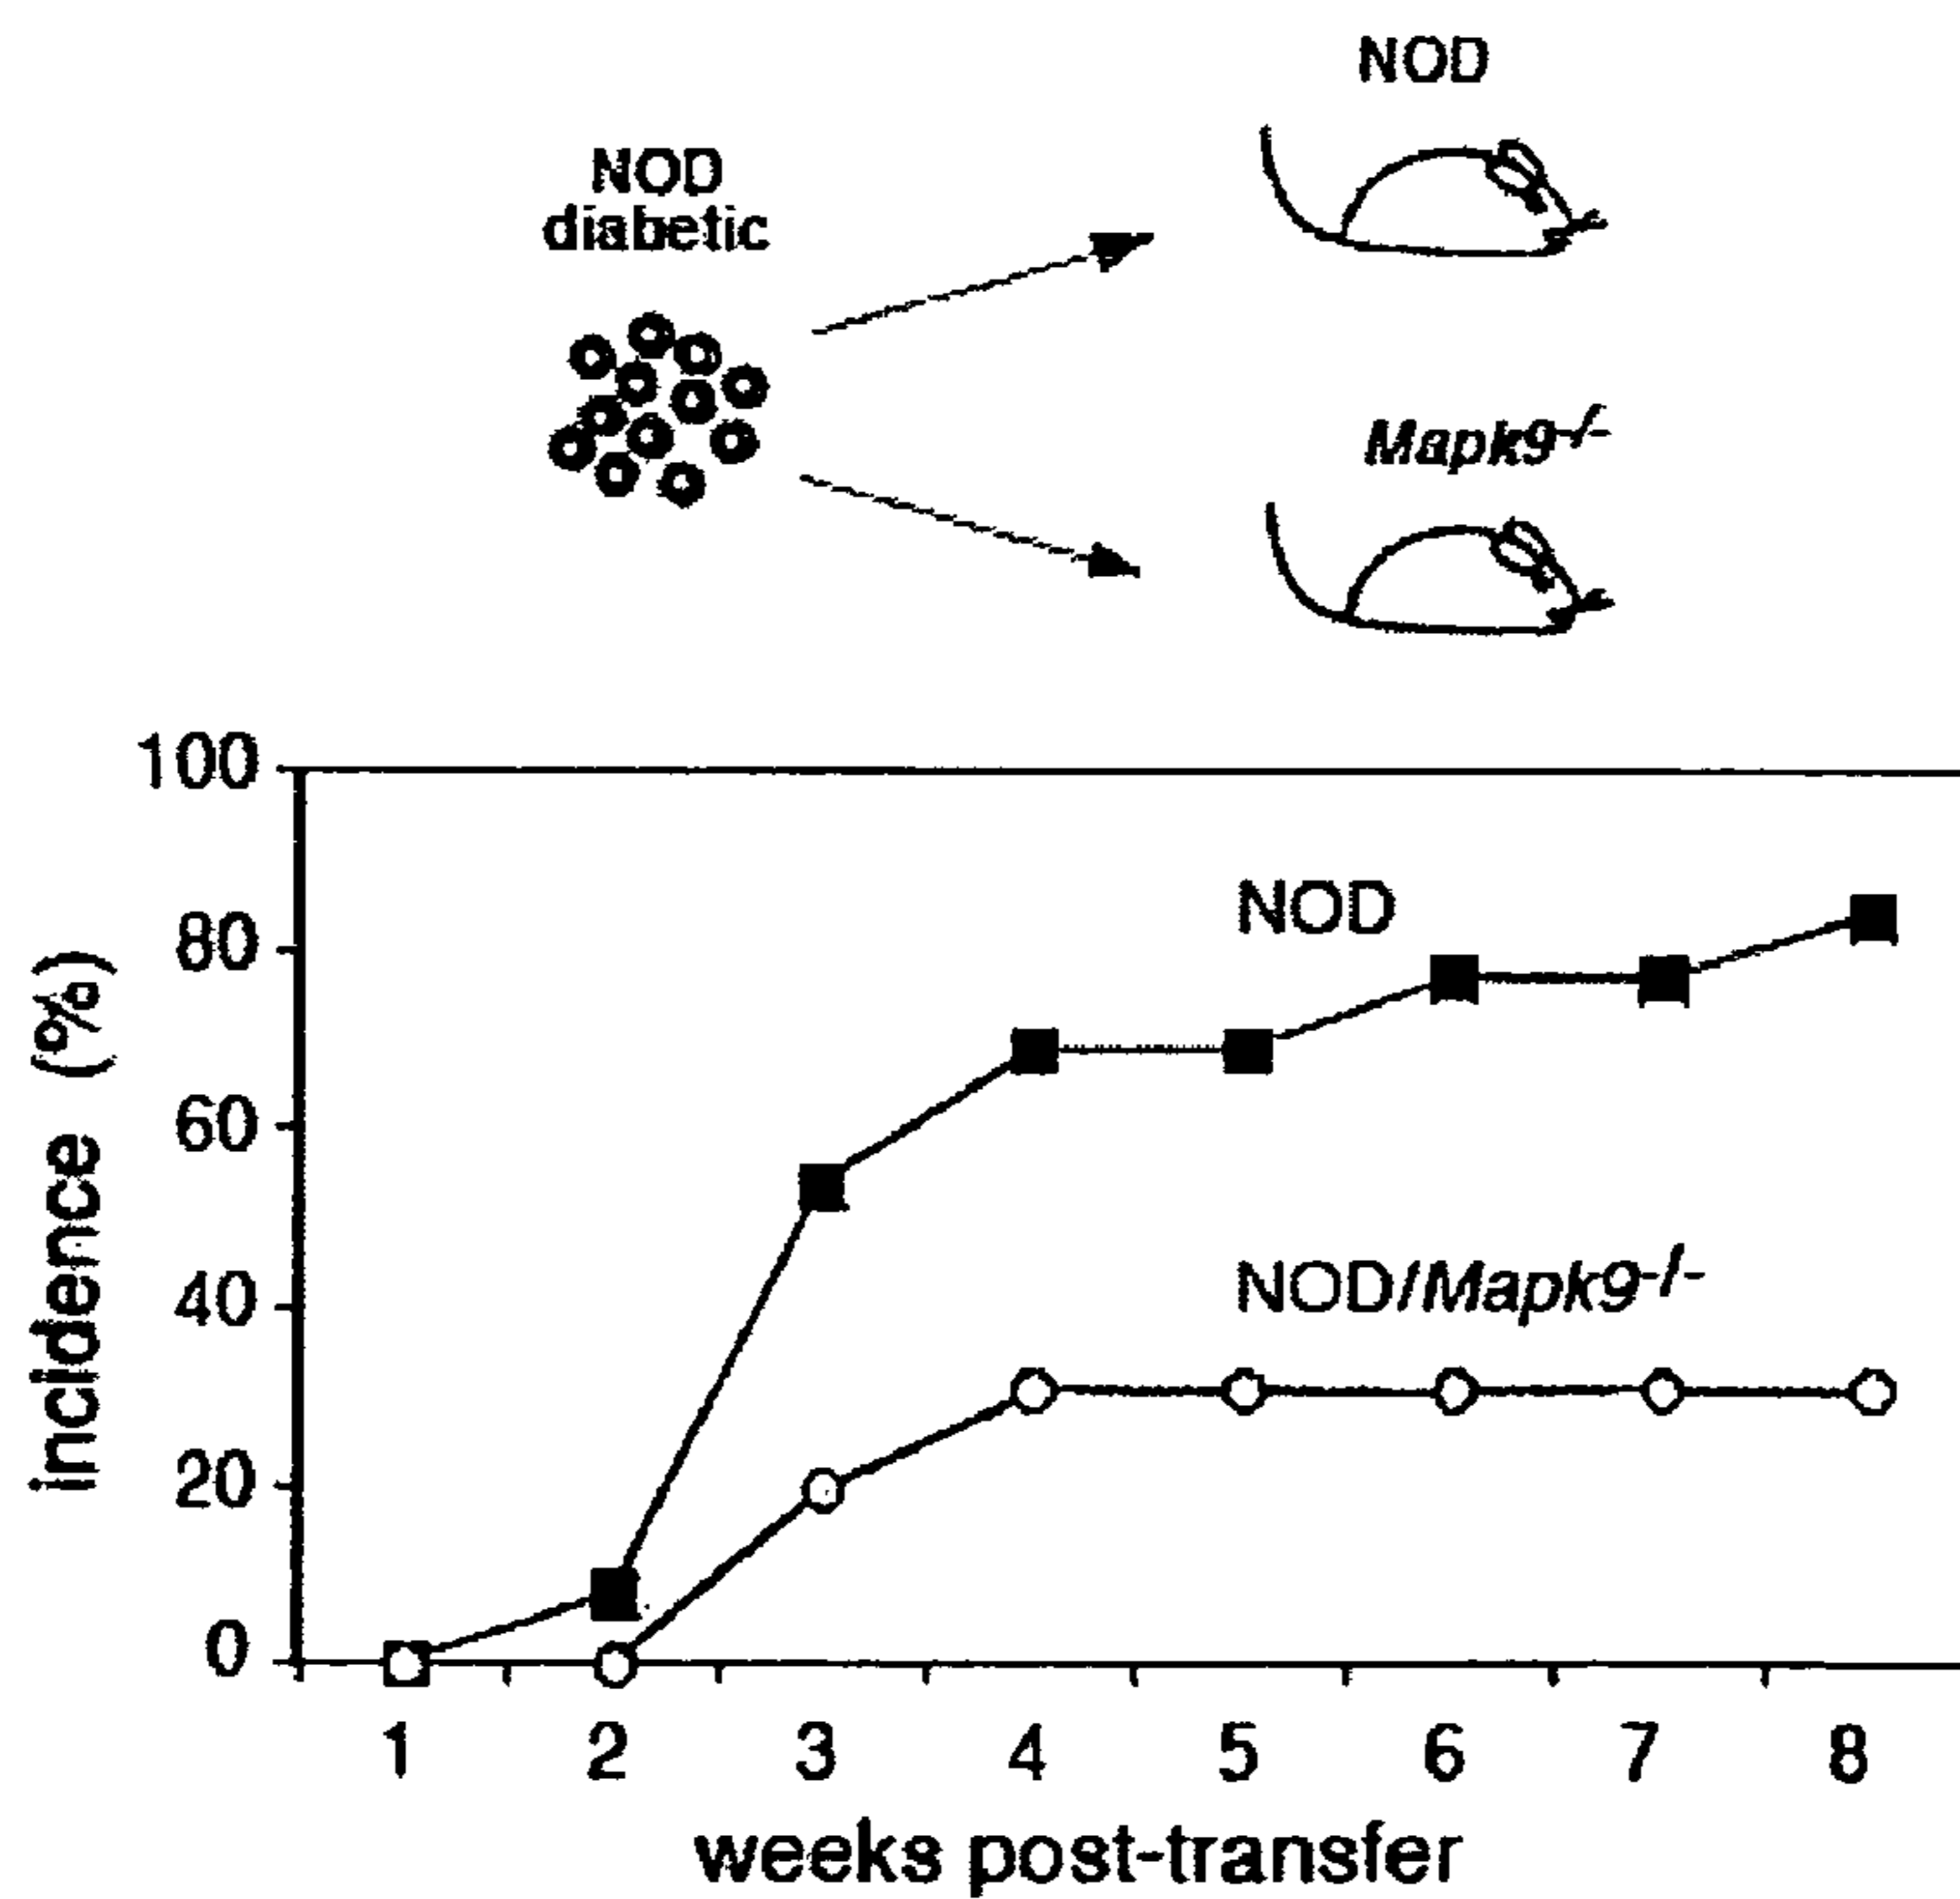 NOD
NOD
diabetic
Mapk9-/-
100
80
60
40
20
0
incidence (%)
NOD
NOD/Mapk9-/-
1 2 3 4 5 6 7 8
weeks post-transfer